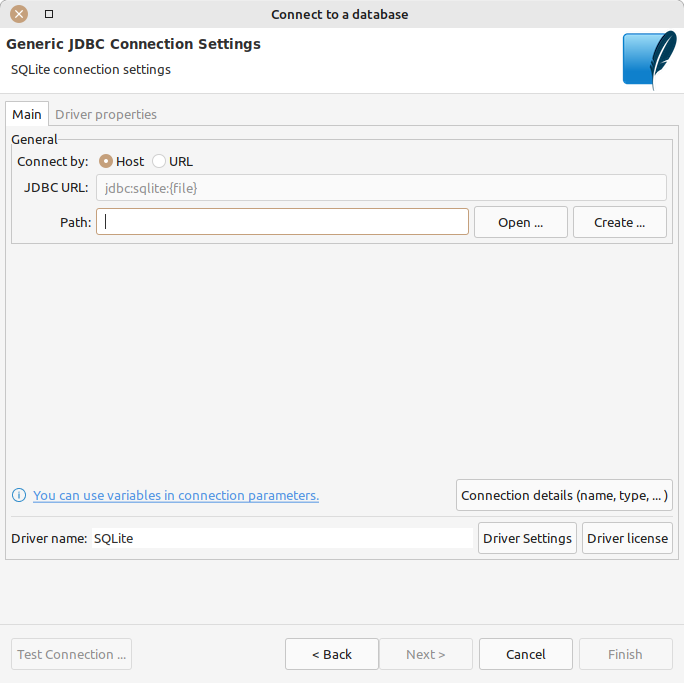 Connect to a database
Generic JDBC Connection Settings
SQLite connection settings
Main Driver properties
General
Connect by: Host URL
JDBC URL: jdbc:sqlite:{file}
Path: Open ... Create ...
You can use variables in connection parameters. Connection details (name, type, ... )
Driver name: SQLite Driver Settings Driver license
Test Connection ... < Back Next > Cancel Finish